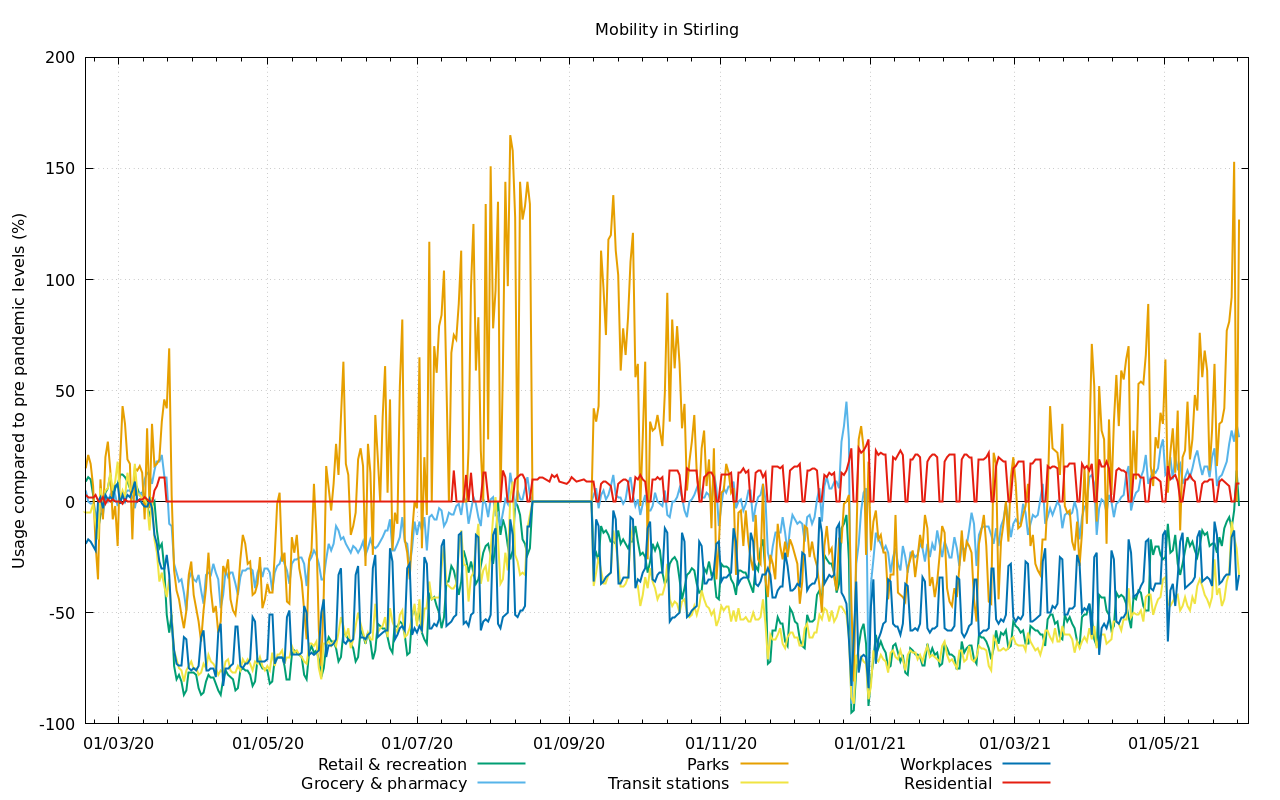 Mobility in Stirling
Usage compared to pre pandemic levels (%)
200
150
100
50
0
-50
-100
01/03/20 01/05/20 01/07/20 01/09/20 01/11/20 01/01/21 01/03/21 01/05/21
Retail & recreation Parks Workplaces
Grocery & pharmacy Transit stations Residential